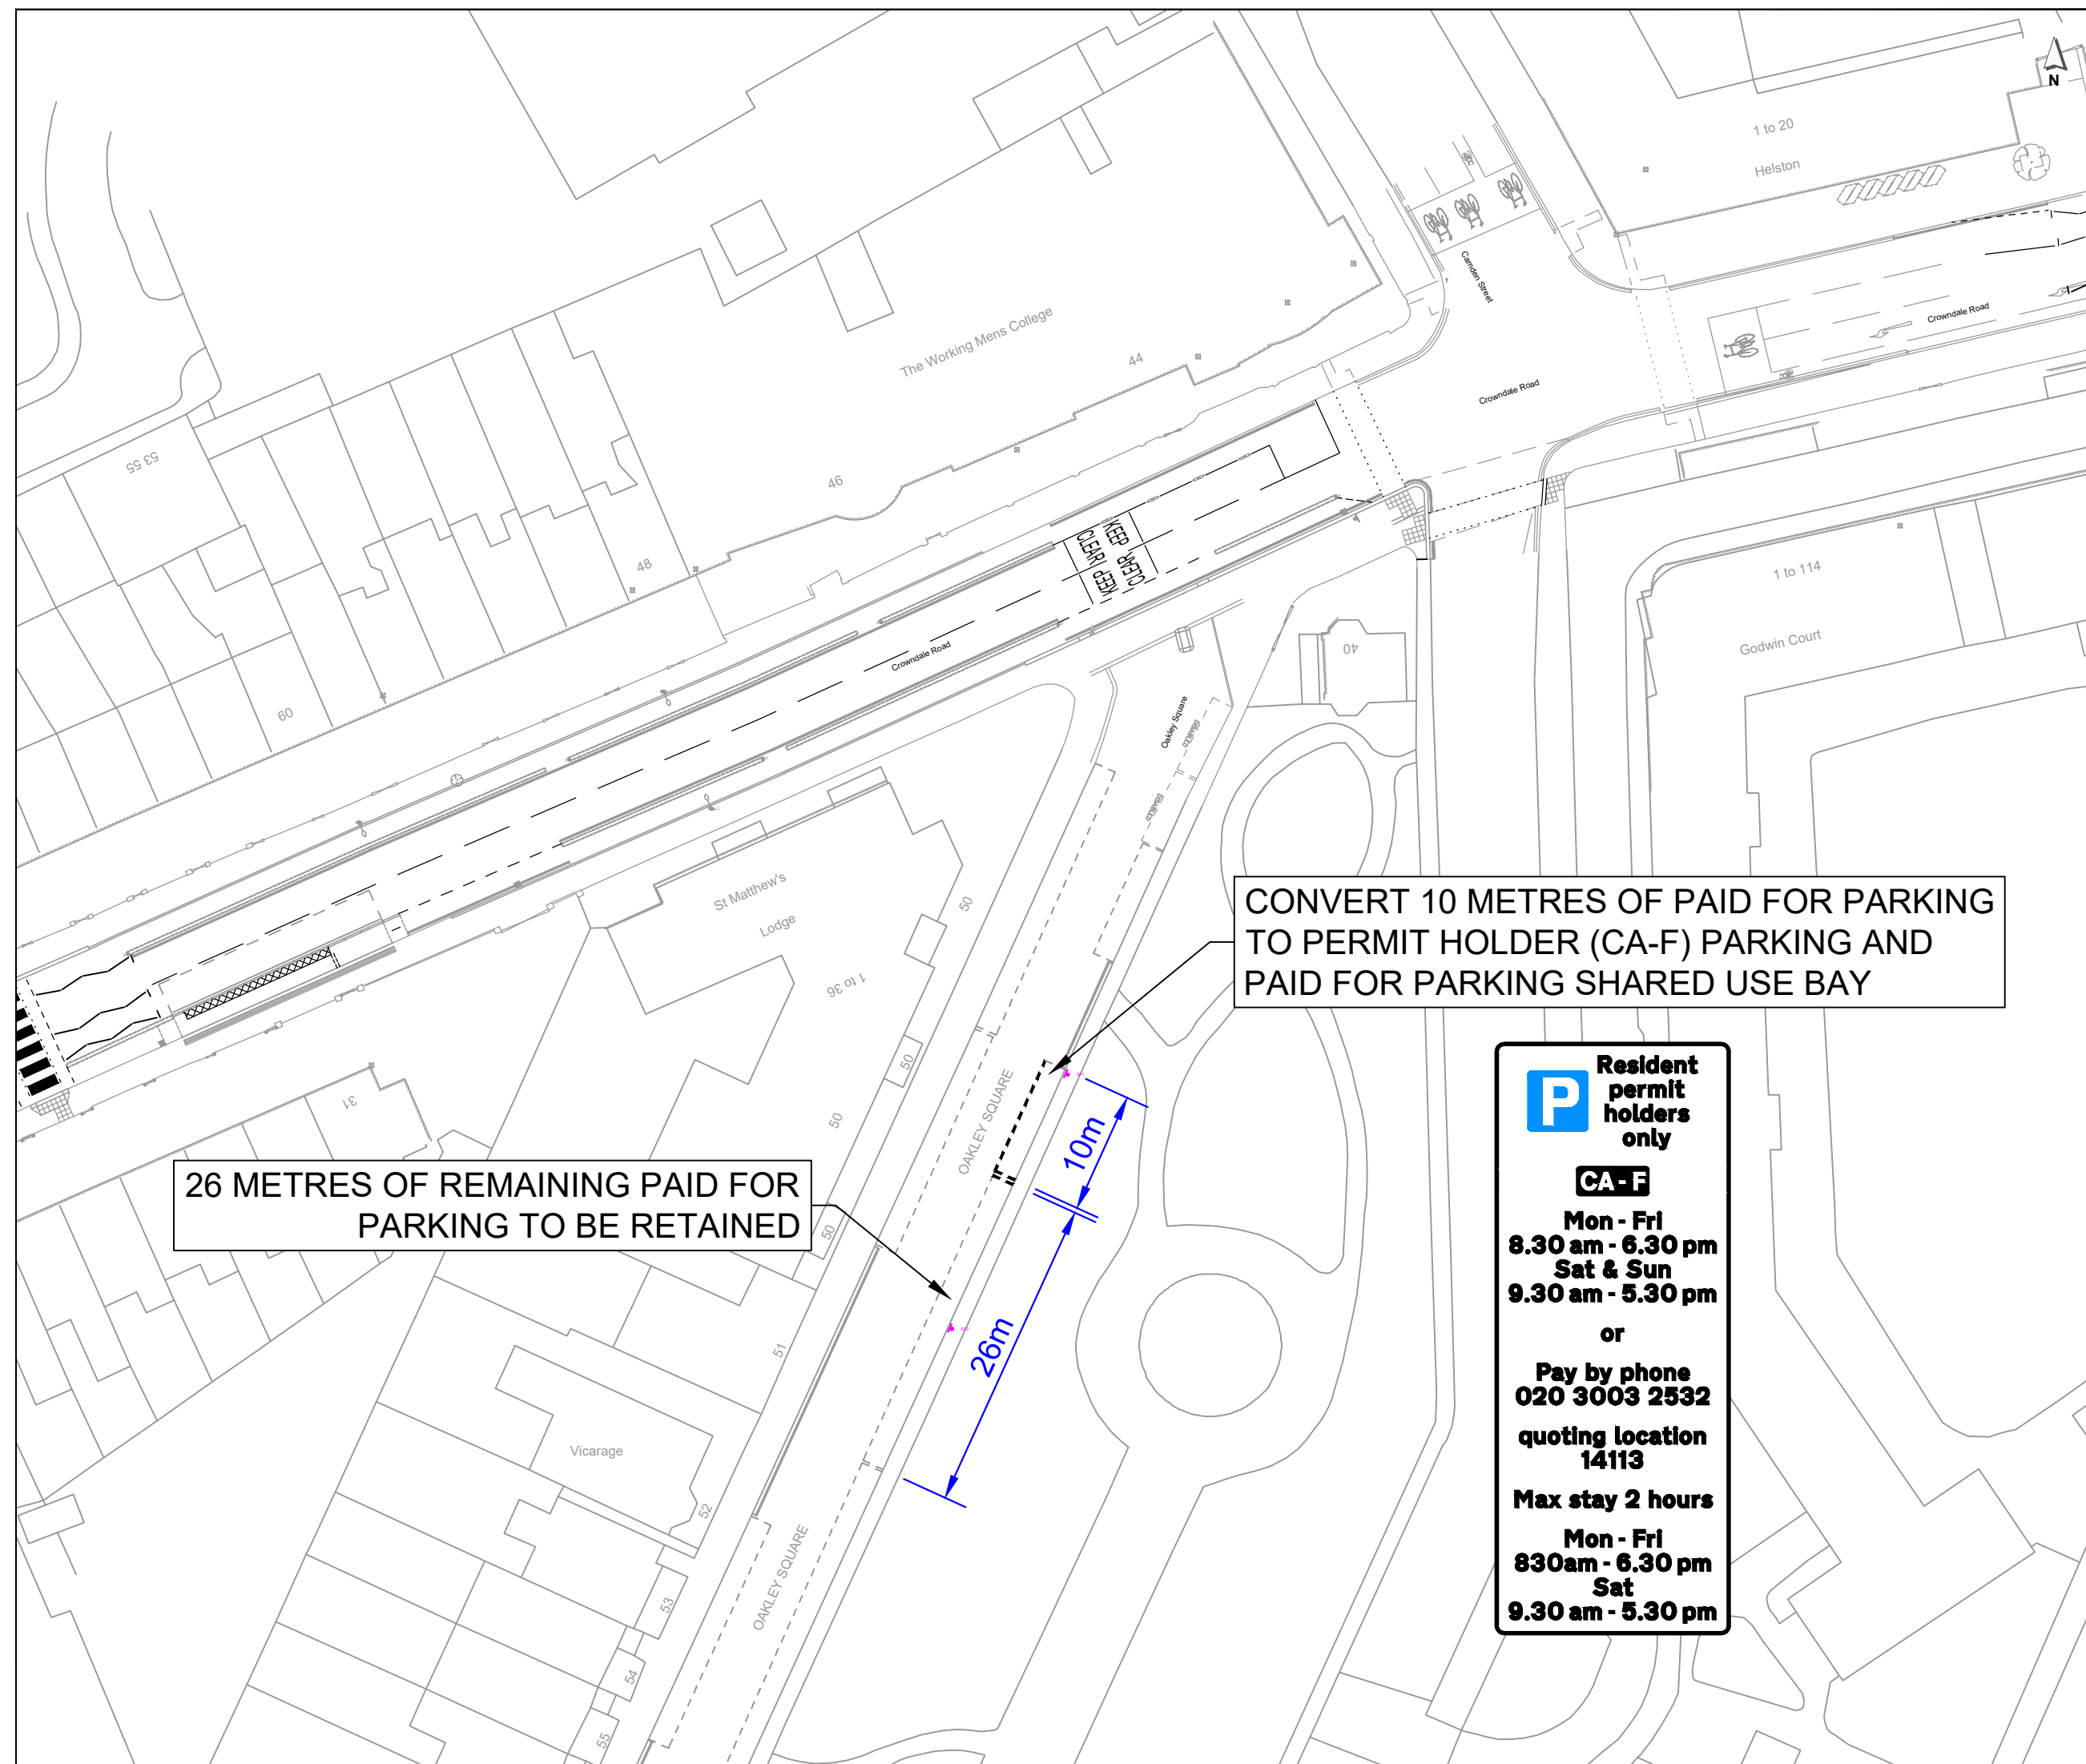 N
1 to 20
Helston
Camden Street
Crowndale Road
The Working Mens College
44
Crowndale Road
53 55
46
48
KEEP
CLEAR
KEEP
CLEAR
1 to 114
Godwin Court
40
60
Crowndale Road
Oakley Square
St Matthew's
Lodge
50
1 to 36
CONVERT 10 METRES OF PAID FOR PARKING
TO PERMIT HOLDER (CA-F) PARKING AND
PAID FOR PARKING SHARED USE BAY
50
31
50
OAKLEY SQUARE
10m
26 METRES OF REMAINING PAID FOR
PARKING TO BE RETAINED
50
26m
51
Vicarage
52
OAKLEY SQUARE
53
54
55
P
Resident
permit
holders
only
CA-F
Mon - Fri
8.30 am - 6.30 pm
Sat & Sun
9.30 am - 5.30 pm
or
Pay by phone
020 3003 2532
quoting location
14113
Max stay 2 hours
Mon - Fri
830am - 6.30 pm
Sat
9.30 am - 5.30 pm